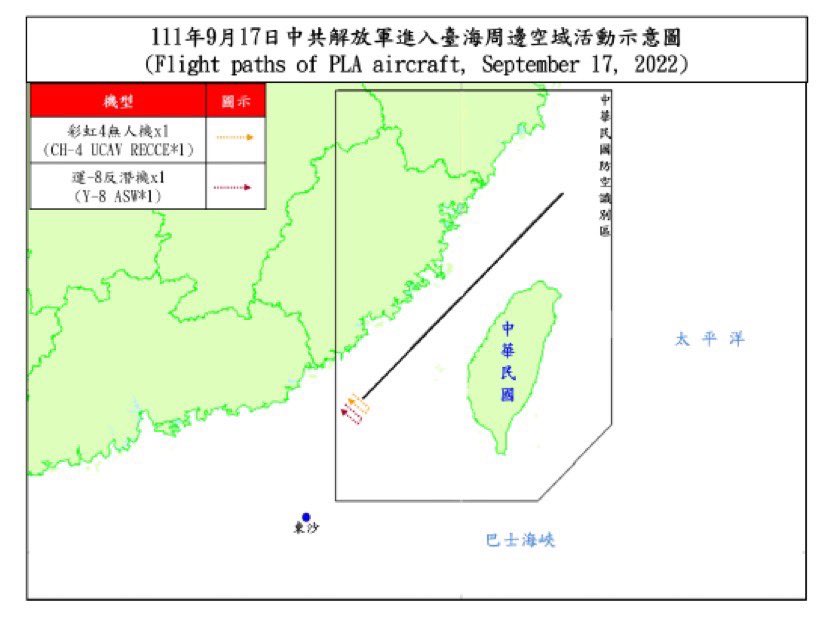 111年9月17日中共解放軍進入臺海周邊空域活動示意圖
(Flight paths of PLA aircraft, September 17, 2022)
機型 圖示
彩虹4無人機x1
(CH-4 UCAV RECCE*1)
運-8反潛機x1
(Y-8 ASW*1)
中華民國防空識別區
中華民國
太平洋
東沙
巴士海峽